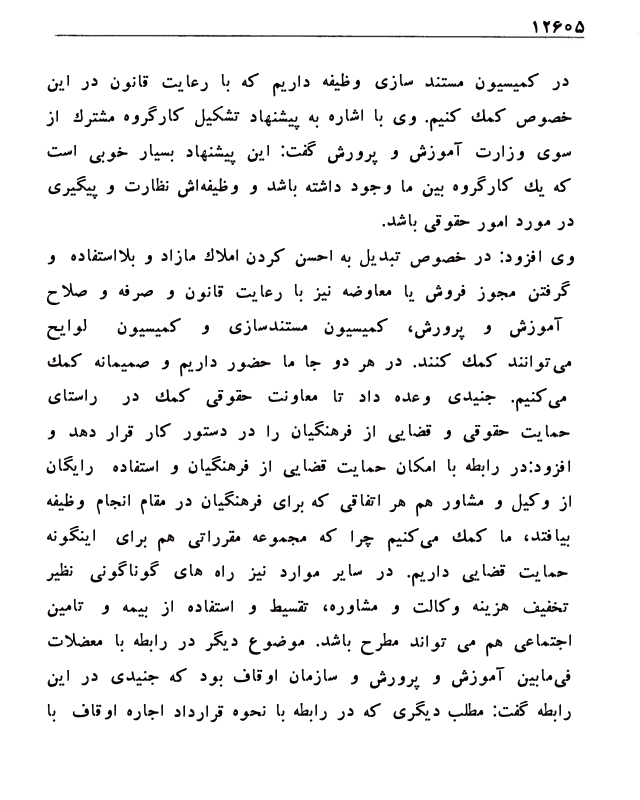 ۱۲۶۰۵
در کمیسیون مستند سازی وظیفه داریم که با رعایت قانون در این
خصوص کمك کنیم. وی با اشاره به پیشنهاد تشکیل کارگروه مشترك از
سوی وزارت آموزش و پرورش گفت: این پیشنهاد بسیار خوبی است
که یك کارگروه بین ما وجود داشته باشد و وظیفه‌اش نظارت و پیگیری
در مورد امور حقوقی باشد.
وی افزود: در خصوص تبدیل به احسن کردن املاك مازاد و بلااستفاده و
گرفتن مجوز فروش یا معاوضه نیز با رعایت قانون و صرفه و صلاح
آموزش و پرورش، کمیسیون مستندسازی و کمیسیون لوایح
می‌توانند کمك کنند. در هر دو جا ما حضور داریم و صمیمانه کمك
می‌کنیم. جنیدی وعده داد تا معاونت حقوقی کمك در راستای
حمایت حقوقی و قضایی از فرهنگیان را در دستور کار قرار دهد و
افزود:در رابطه با امکان حمایت قضایی از فرهنگیان و استفاده رایگان
از وکیل و مشاور هم هر اتفاقی که برای فرهنگیان در مقام انجام وظیفه
بیافتد، ما کمك می‌کنیم چرا که مجموعه مقرراتی هم برای اینگونه
حمایت قضایی داریم. در سایر موارد نیز راه های گوناگونی نظیر
تخفیف هزینه وکالت و مشاوره، تقسیط و استفاده از بیمه و تامین
اجتماعی هم می تواند مطرح باشد. موضوع دیگر در رابطه با معضلات
فی‌مابین آموزش و پرورش و سازمان اوقاف بود که جنیدی در این
رابطه گفت: مطلب دیگری که در رابطه با نحوه قرارداد اجاره اوقاف با